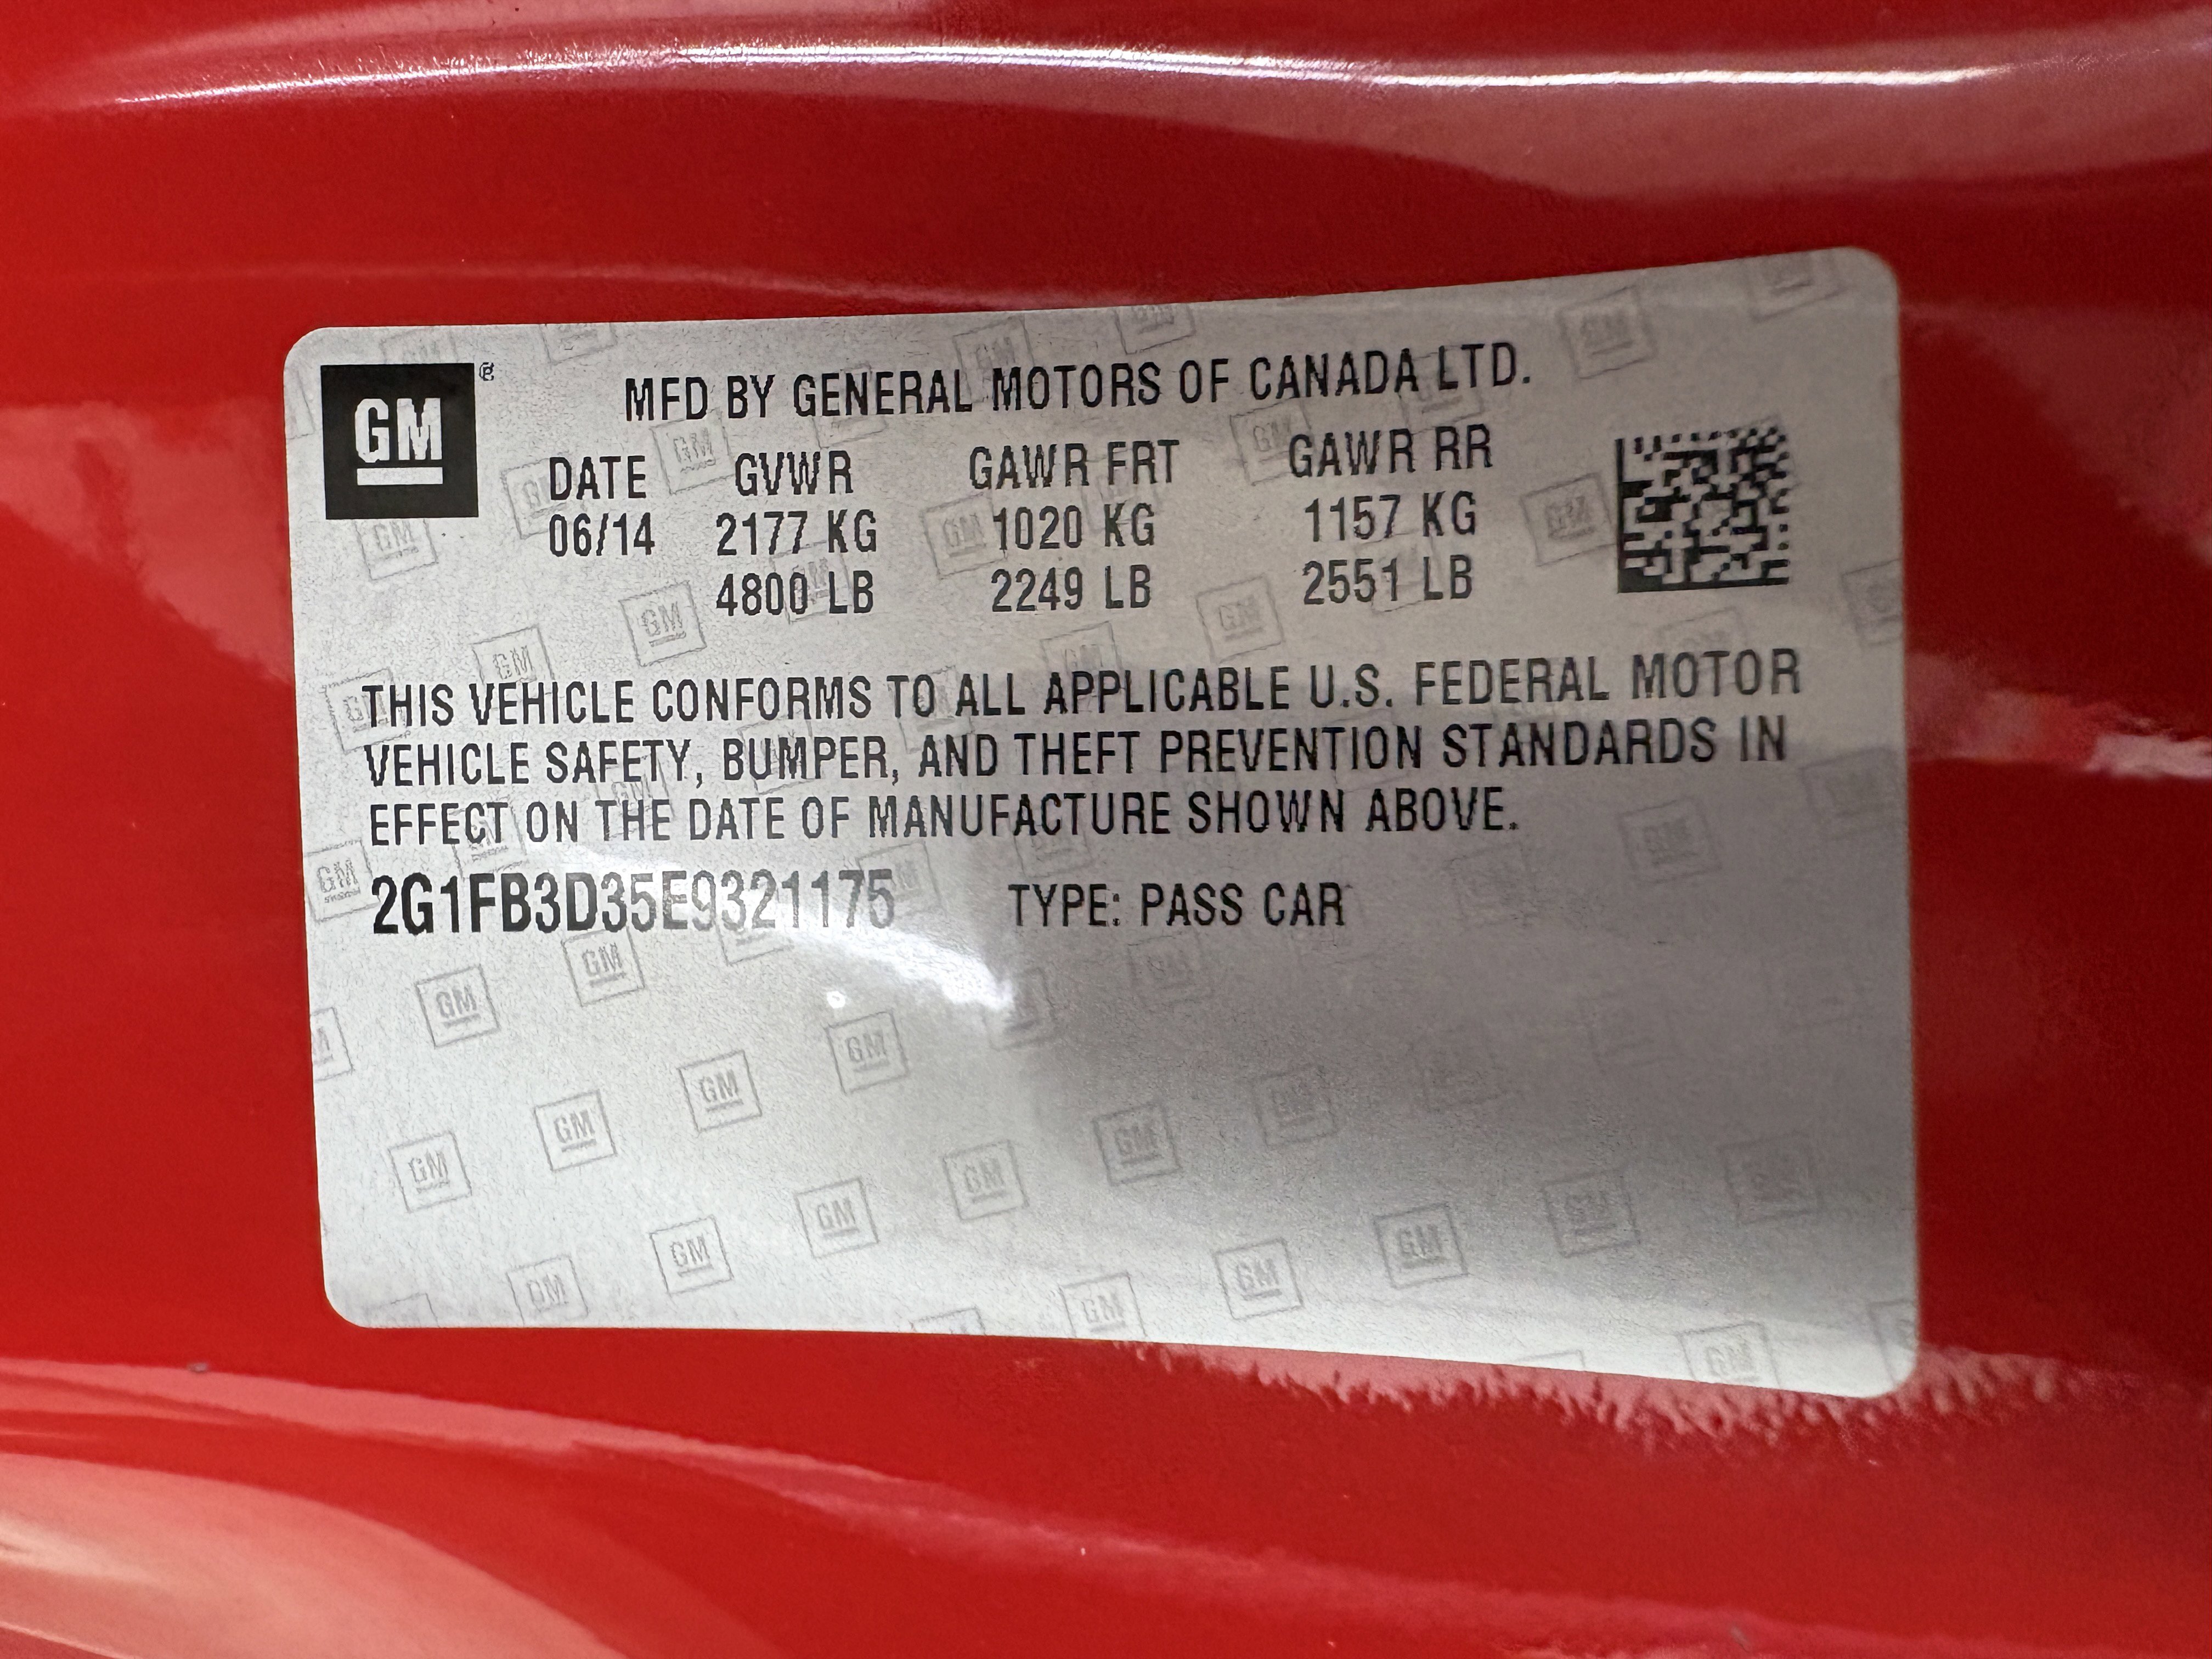 GM ®
MFD BY GENERAL MOTORS OF CANADA LTD.
DATE GVWR GAWR FRT GAWR RR
06/14 2177 KG 1020 KG 1157 KG
4800 LB 2249 LB 2551 LB
THIS VEHICLE CONFORMS TO ALL APPLICABLE U.S. FEDERAL MOTOR
VEHICLE SAFETY, BUMPER, AND THEFT PREVENTION STANDARDS IN
EFFECT ON THE DATE OF MANUFACTURE SHOWN ABOVE.
2G1FB3D35E9321175 TYPE: PASS CAR